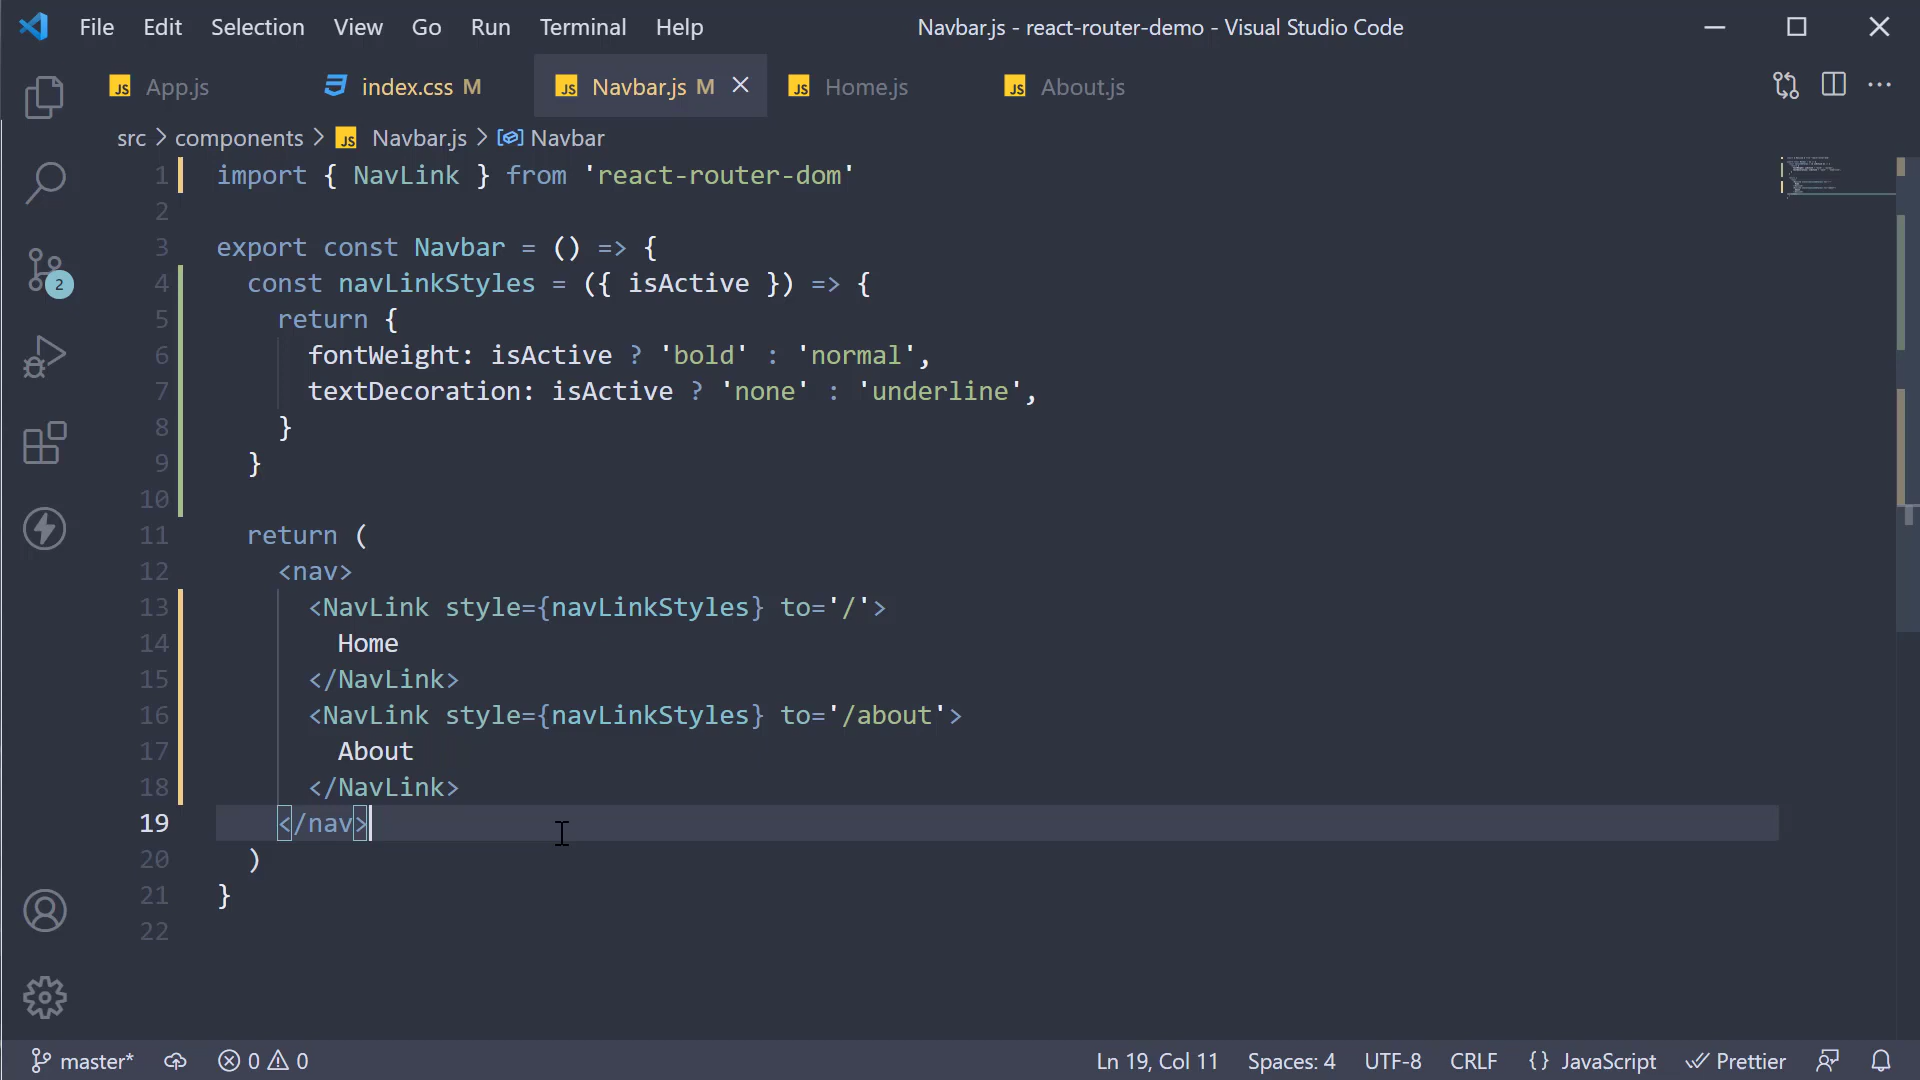 File Edit Selection View Go Run Terminal Help Navbar.js - react-router-demo - Visual Studio Code
JS App.js index.css M JS Navbar.js M JS Home.js JS About.js
src > components > JS Navbar.js > Navbar
1 import { NavLink } from 'react-router-dom'
2
3 export const Navbar = () => {
4 const navLinkStyles = ({ isActive }) => {
5 return {
6 fontWeight: isActive ? 'bold' : 'normal',
7 textDecoration: isActive ? 'none' : 'underline',
8 }
9 }
10
11 return (
12 <nav>
13 <NavLink style={navLinkStyles} to='/'>
14 Home
15 </NavLink>
16 <NavLink style={navLinkStyles} to='/about'>
17 About
18 </NavLink>
19 </nav>
20 )
21 }
22
2
master* 0 0 Ln 19, Col 11 Spaces: 4 UTF-8 CRLF {} JavaScript Prettier